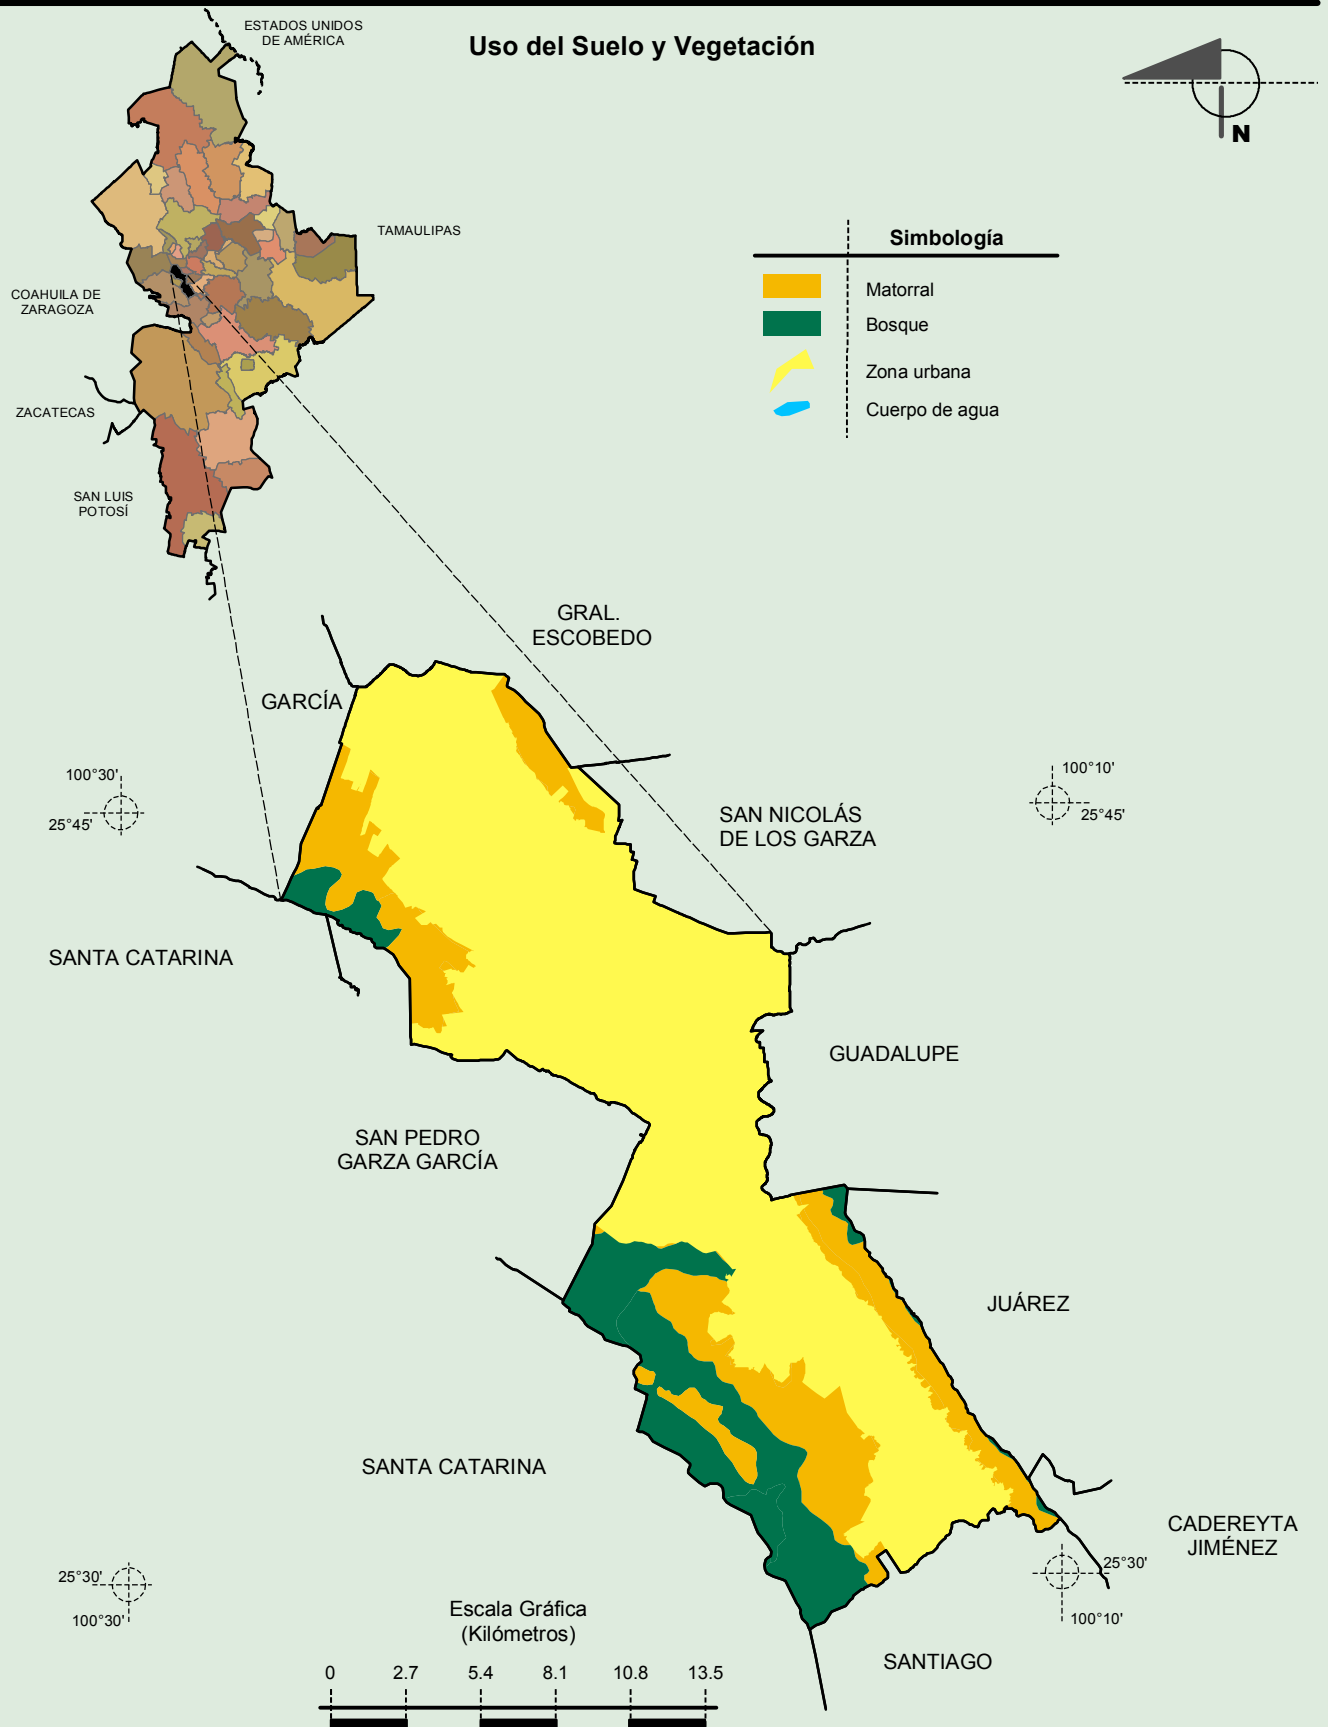 ESTADOS UNIDOS
DE AMÉRICA
Uso del Suelo y Vegetación
N
TAMAULIPAS
COAHUILA DE
ZARAGOZA
ZACATECAS
SAN LUIS
POTOSÍ
Simbología
Matorral
Bosque
Zona urbana
Cuerpo de agua
GRAL.
ESCOBEDO
GARCÍA
100°30'
25°45'
100°10'
25°45'
SAN NICOLÁS
DE LOS GARZA
SANTA CATARINA
GUADALUPE
SAN PEDRO
GARZA GARCÍA
JUÁREZ
SANTA CATARINA
CADEREYTA
JIMÉNEZ
25°30'
100°30'
25°30'
100°10'
SANTIAGO
Escala Gráfica
(Kilómetros)
0 2.7 5.4 8.1 10.8 13.5